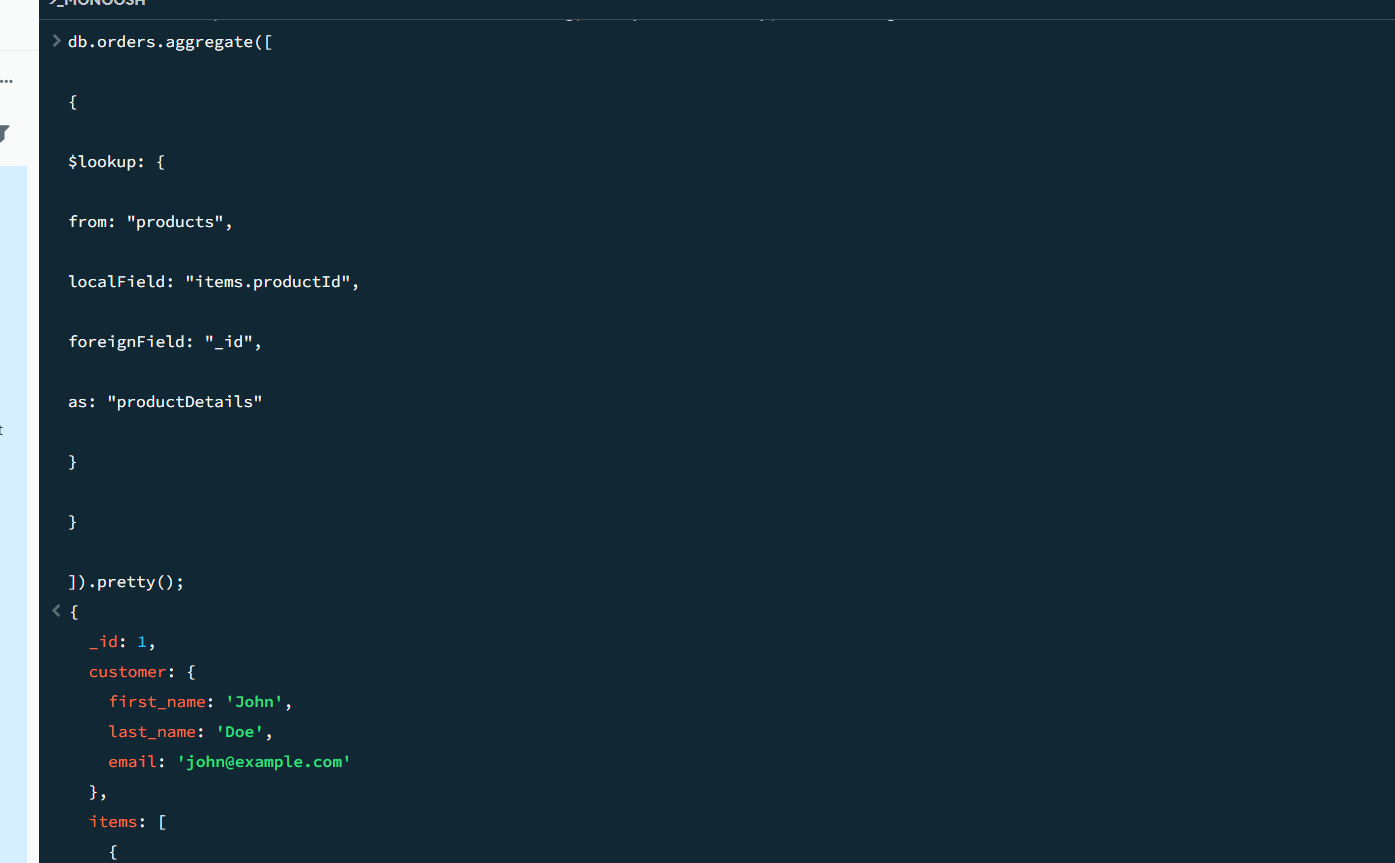 >_MONGOSH
db.orders.aggregate([
{
$lookup: {
from: "products",
localField: "items.productId",
foreignField: "_id",
as: "productDetails"
}
}
]).pretty();
{
_id: 1,
customer: {
first_name: 'John',
last_name: 'Doe',
email: 'john@example.com'
},
items: [
{